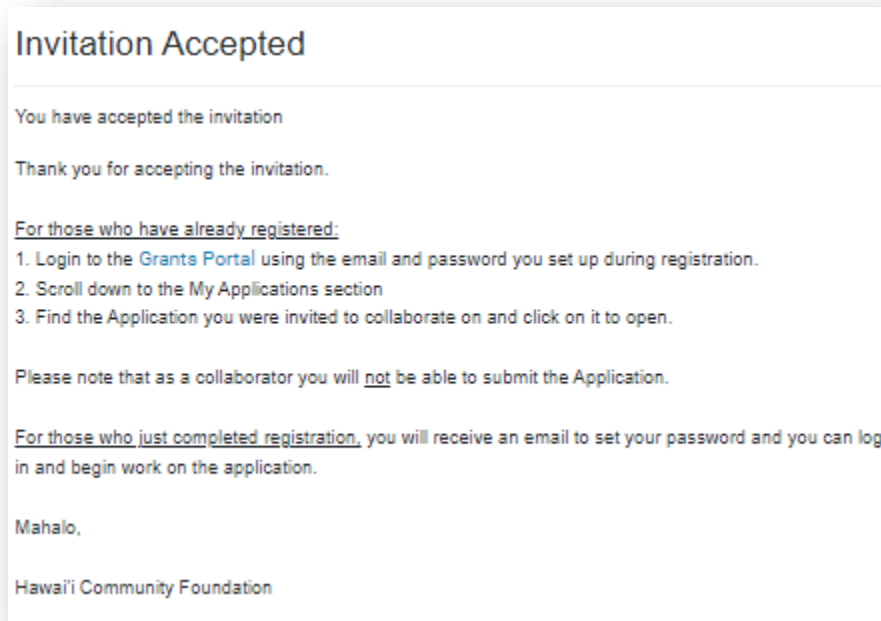 Invitation Accepted
You have accepted the invitation
Thank you for accepting the invitation.
For those who have already registered:
1. Login to the Grants Portal using the email and password you set up during registration.
2. Scroll down to the My Applications section
3. Find the Application you were invited to collaborate on and click on it to open.
Please note that as a collaborator you will not be able to submit the Application.
For those who just completed registration, you will receive an email to set your password and you can log
in and begin work on the application.
Mahalo,
Hawai'i Community Foundation